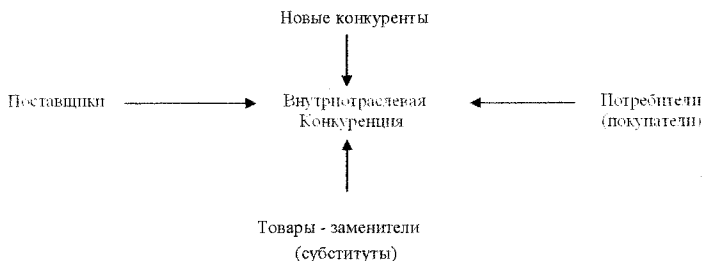 Новые конкуренты
Поставщики
Внутриотраслевая
Конкуренция
Потребители
(покупатели)
Товары - заменители
(субституты)